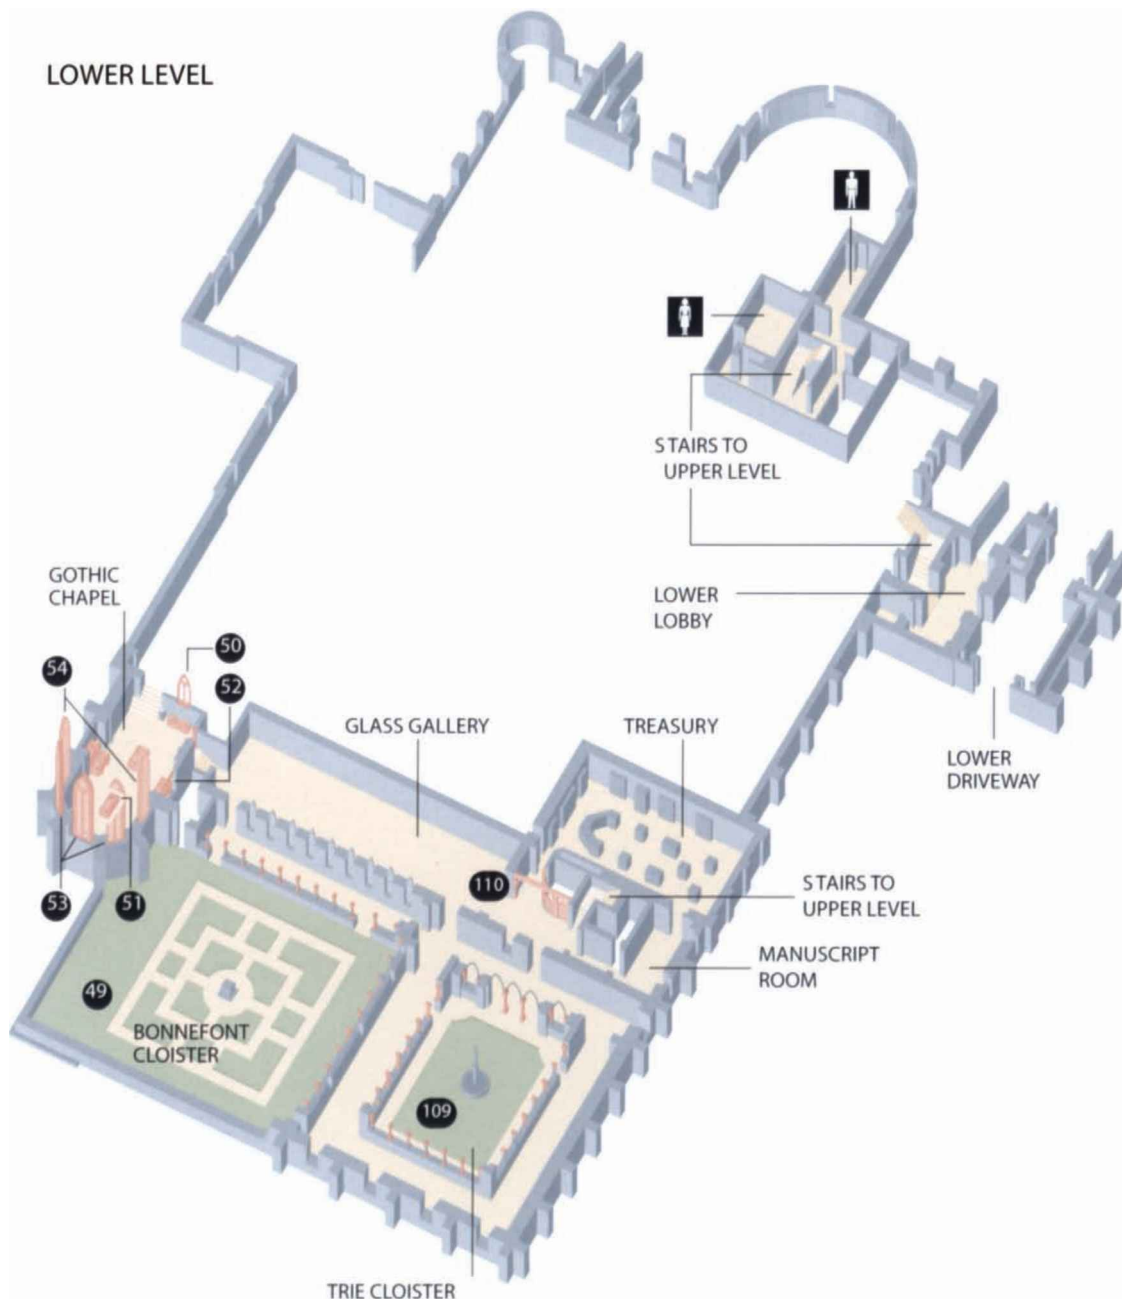 LOWER LEVEL
STAIRS TO
UPPER LEVEL
GOTHIC
CHAPEL
LOWER
LOBBY
50
54
52
GLASS GALLERY
TREASURY
LOWER
DRIVEWAY
110
STAIRS TO
UPPER LEVEL
53
51
MANUSCRIPT
ROOM
49
BONNEFONT
CLOISTER
109
TRIE CLOISTER